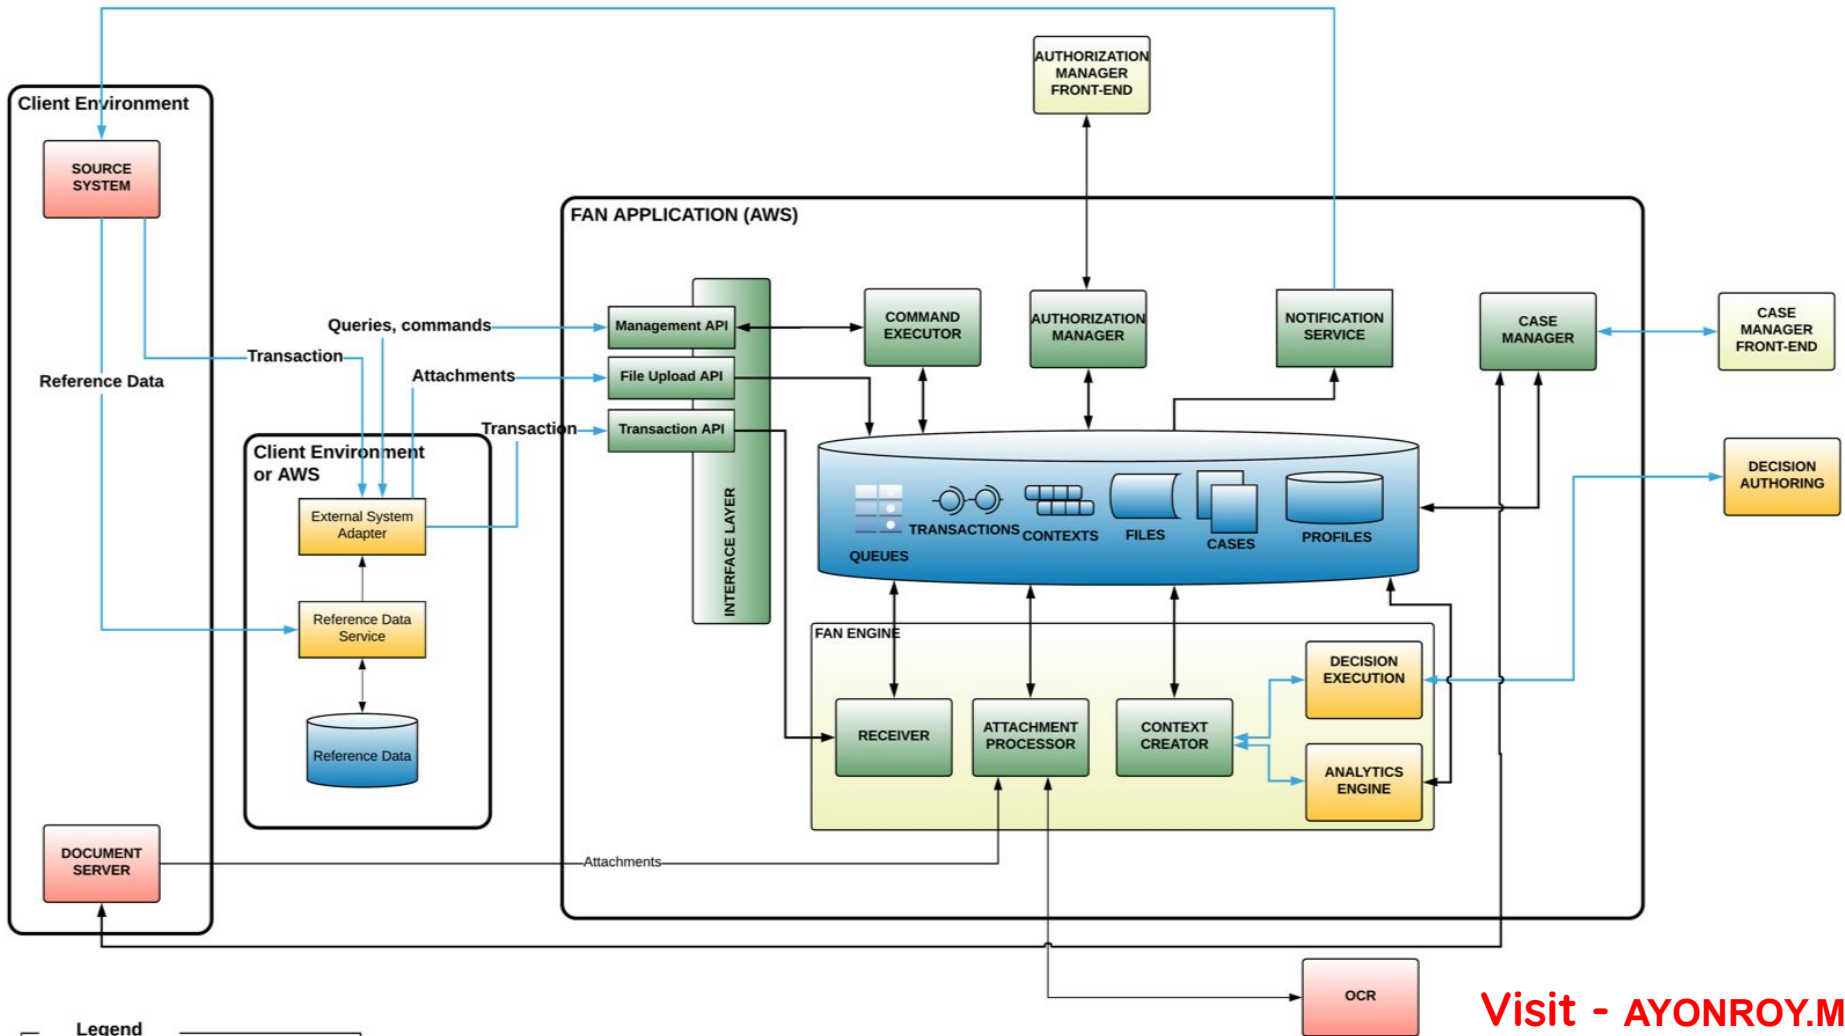 AUTHORIZATION
MANAGER
FRONT-END
Client Environment
SOURCE
SYSTEM
FAN APPLICATION (AWS)
Queries, commands
Transaction
Reference Data
Attachments
Transaction
Management API
File Upload API
Transaction API
INTERFACE LAYER
COMMAND
EXECUTOR
AUTHORIZATION
MANAGER
NOTIFICATION
SERVICE
CASE
MANAGER
CASE
MANAGER
FRONT-END
DECISION
AUTHORING
Client Environment
or AWS
External System
Adapter
Reference Data
Service
Reference Data
QUEUES
TRANSACTIONS
CONTEXTS
FILES
CASES
PROFILES
FAN ENGINE
RECEIVER
ATTACHMENT
PROCESSOR
CONTEXT
CREATOR
DECISION
EXECUTION
ANALYTICS
ENGINE
DOCUMENT
SERVER
Attachments
OCR
Legend
Visit - AYONROY.M